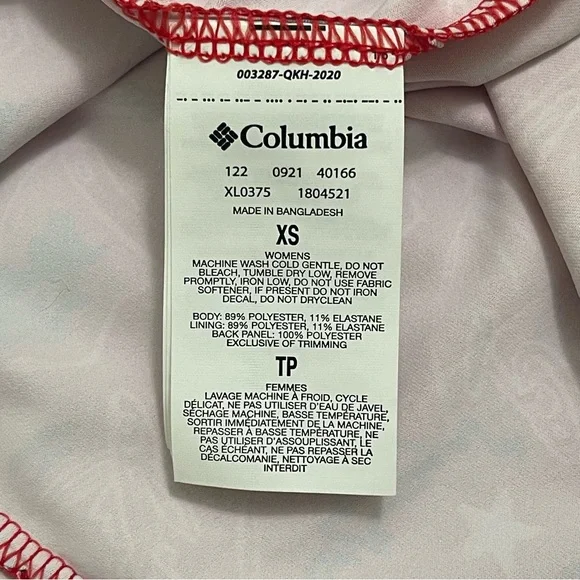 003287-QKH-2020
Columbia
122 0921 40166
XL0375 1804521
MADE IN BANGLADESH
XS
WOMENS
MACHINE WASH COLD GENTLE, DO NOT
BLEACH, TUMBLE DRY LOW, REMOVE
PROMPTLY, IRON LOW, DO NOT USE FABRIC
SOFTENER, IF PRESENT DO NOT IRON
DECAL, DO NOT DRYCLEAN
BODY: 89% POLYESTER, 11% ELASTANE
LINING: 89% POLYESTER, 11% ELASTANE
BACK PANEL: 100% POLYESTER
EXCLUSIVE OF TRIMMING
TP
FEMMES
LAVAGE MACHINE À FROID, CYCLE
DÉLICAT, NE PAS UTILISER D'EAU DE JAVEL,
SÉCHAGE MACHINE, BASSE TEMPÉRATURE,
SORTIR IMMÉDIATEMENT DE LA MACHINE,
REPASSER À BASSE TEMPÉRATURE, NE
PAS UTILISER D'ASSOUPLISSANT, LE
CAS ÉCHÉANT, NE PAS REPASSER LA
DÉCALCOMANIE, NETTOYAGE À SEC
INTERDIT